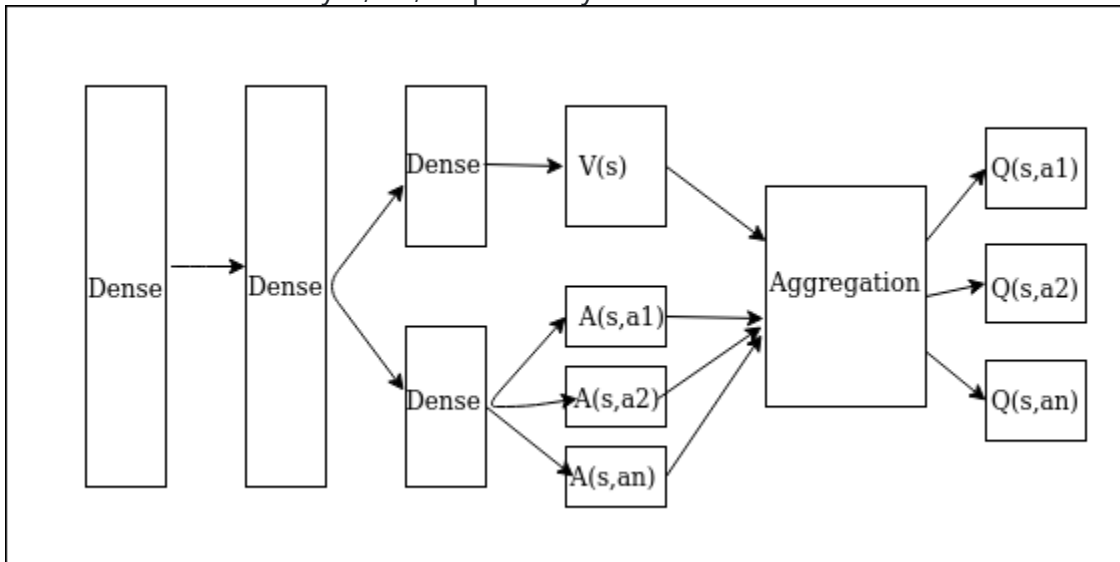 Dense
Dense
Dense
V(s)
Dense
A(s,a1)
A(s,a2)
A(s,an)
Aggregation
Q(s,a1)
Q(s,a2)
Q(s,an)